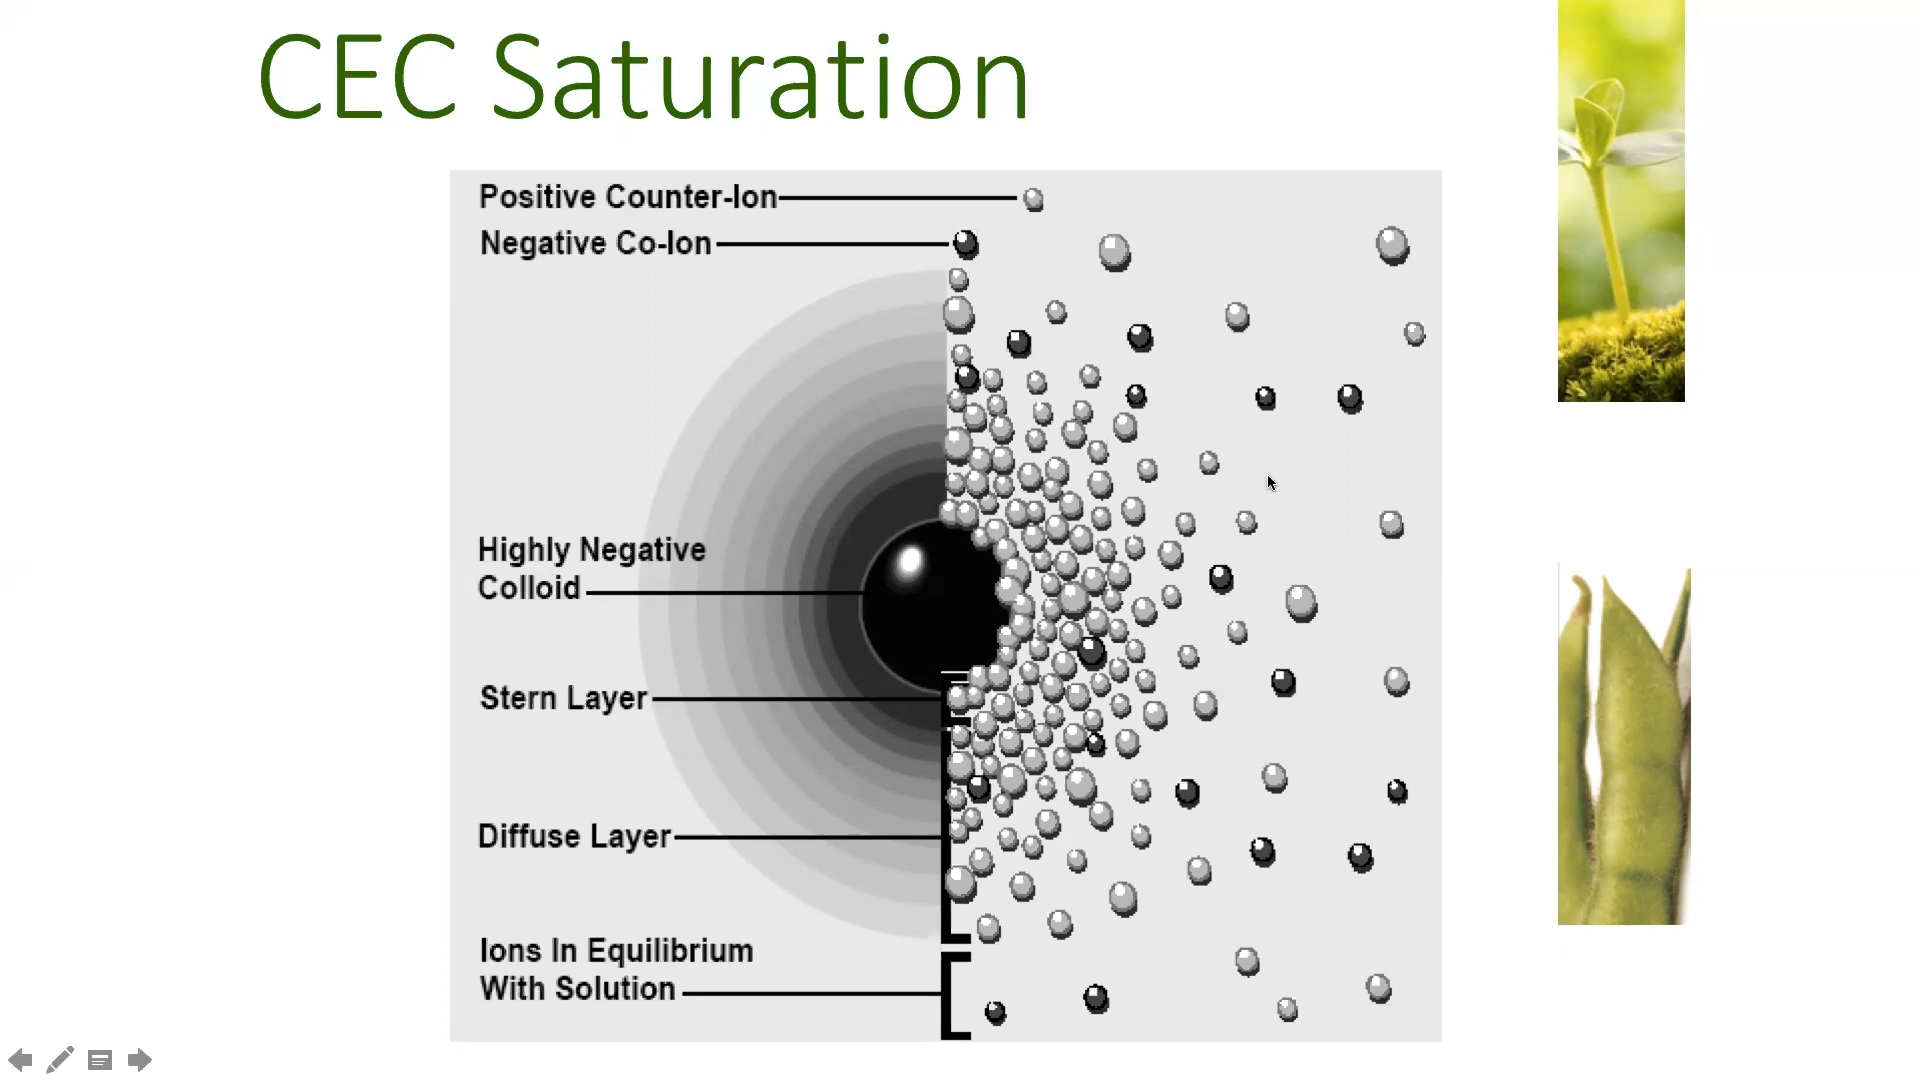 CEC Saturation
Positive Counter-Ion
Negative Co-Ion
Highly Negative
Colloid
Stern Layer
Diffuse Layer
Ions In Equilibrium
With Solution